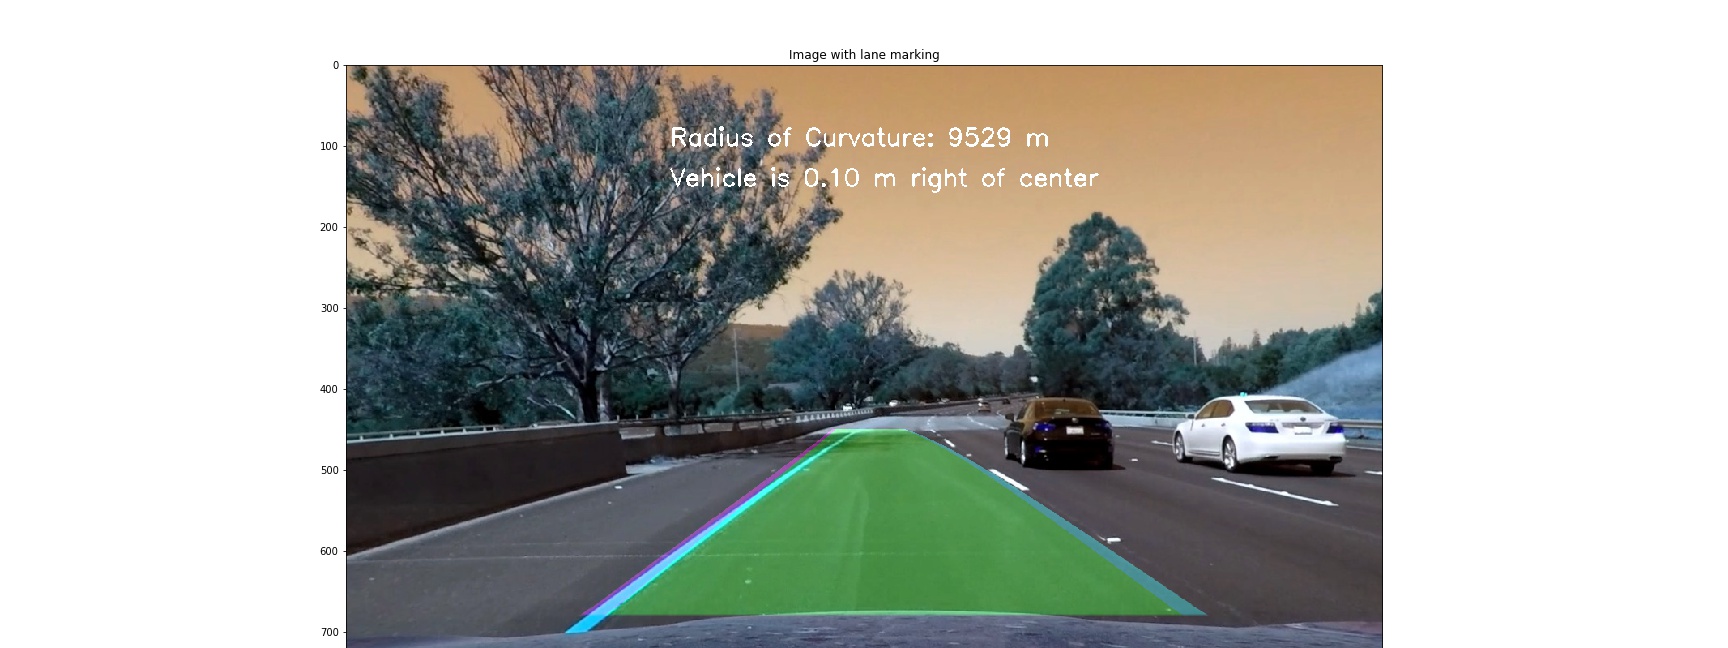 Image with lane marking
0
100
200
300
400
500
600
700
Radius of Curvature: 9529 m
Vehicle is 0.10 m right of center